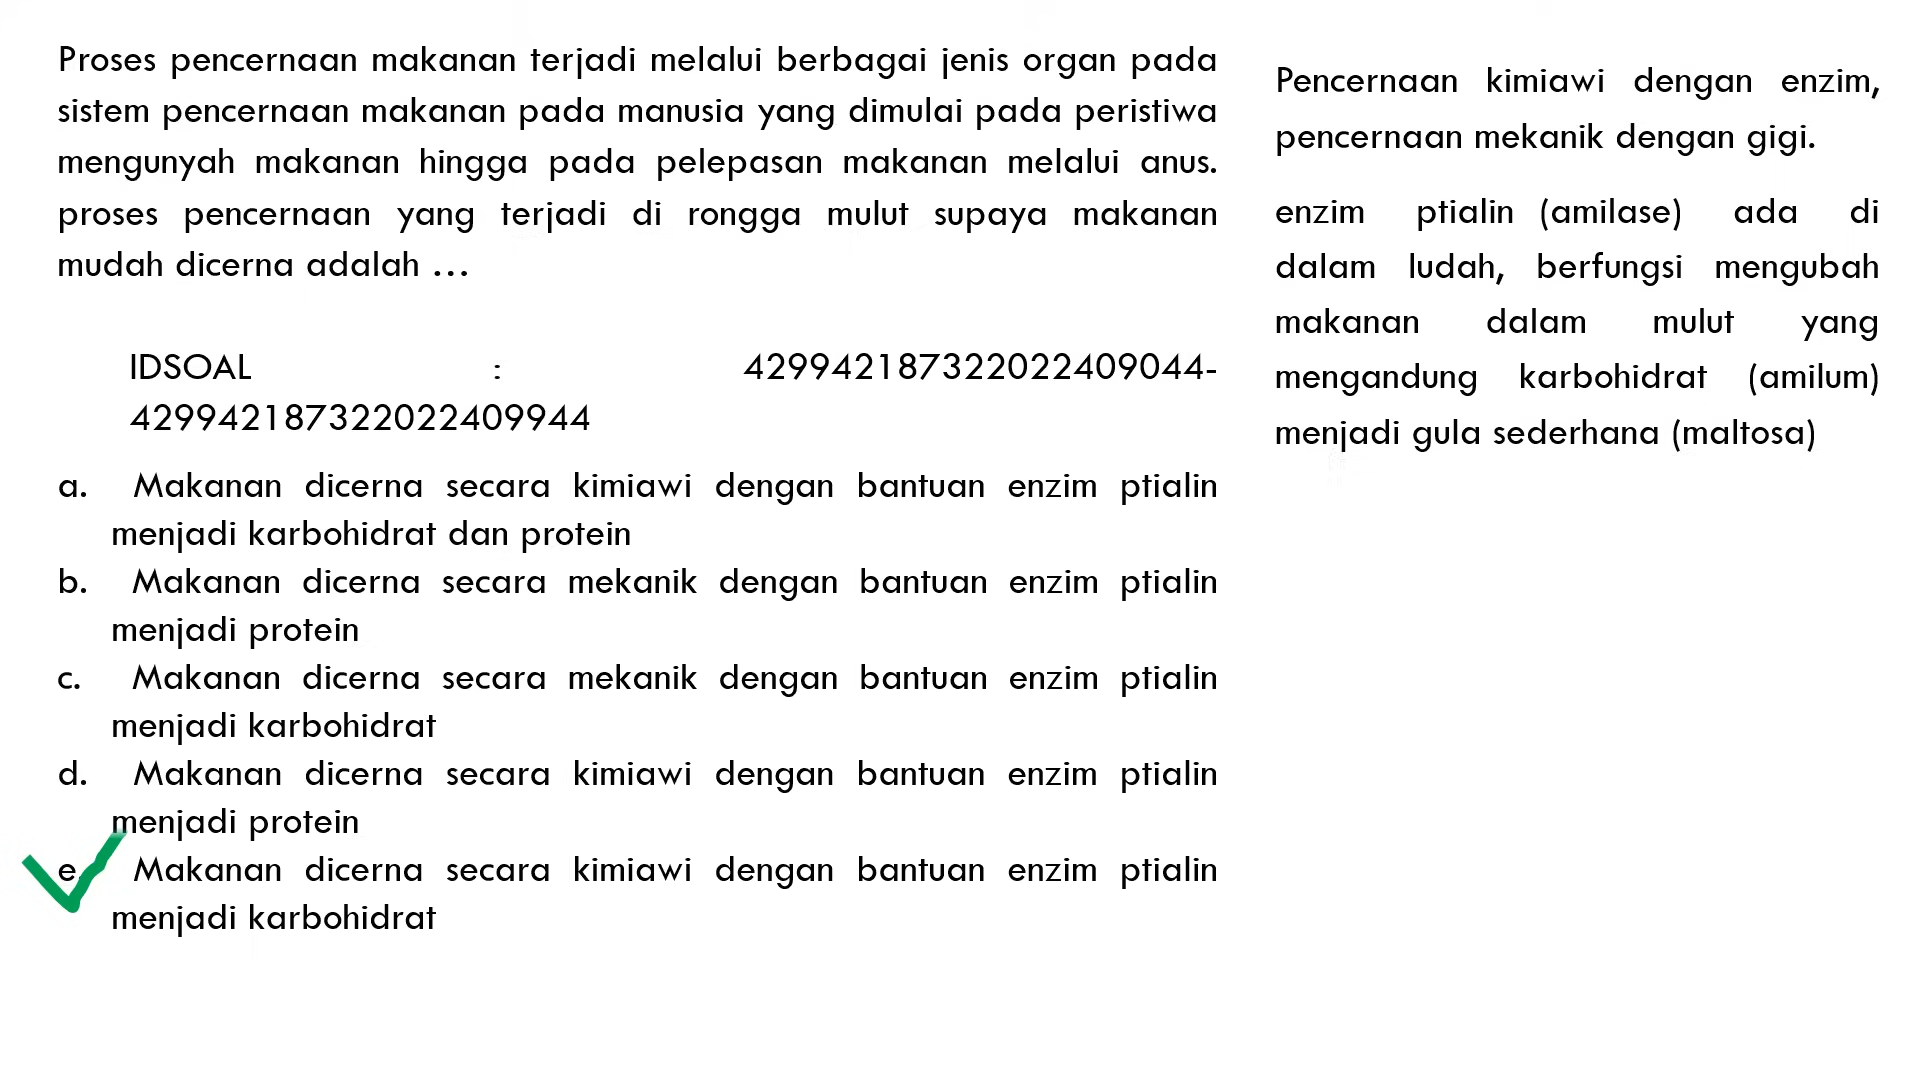 Proses pencernaan makanan terjadi melalui berbagai jenis organ pada
sistem pencernaan makanan pada manusia yang dimulai pada peristiwa
mengunyah makanan hingga pada pelepasan makanan melalui anus.
proses pencernaan yang terjadi di rongga mulut supaya makanan
mudah dicerna adalah ...
IDSOAL : 429942187322022409044-
429942187322022409944
a. Makanan dicerna secara kimiawi dengan bantuan enzim ptialin
menjadi karbohidrat dan protein
b. Makanan dicerna secara mekanik dengan bantuan enzim ptialin
menjadi protein
c. Makanan dicerna secara mekanik dengan bantuan enzim ptialin
menjadi karbohidrat
d. Makanan dicerna secara kimiawi dengan bantuan enzim ptialin
menjadi protein
e. Makanan dicerna secara kimiawi dengan bantuan enzim ptialin
menjadi karbohidrat
Pencernaan kimiawi dengan enzim,
pencernaan mekanik dengan gigi.
enzim ptialin (amilase) ada di
dalam ludah, berfungsi mengubah
makanan dalam mulut yang
mengandung karbohidrat (amilum)
menjadi gula sederhana (maltosa)